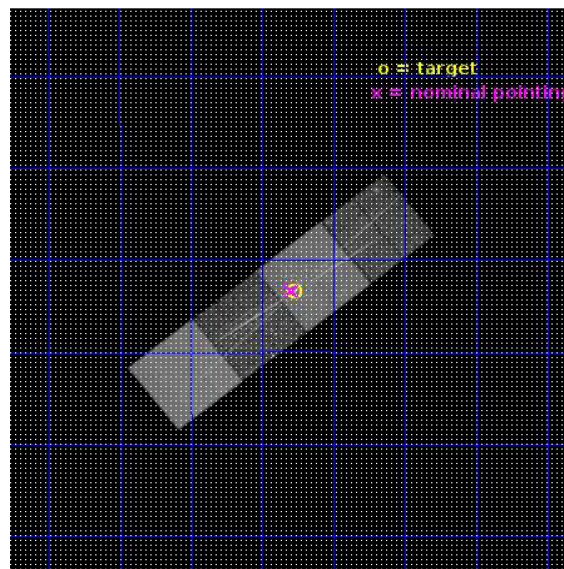 o = target
x = nominal pointing